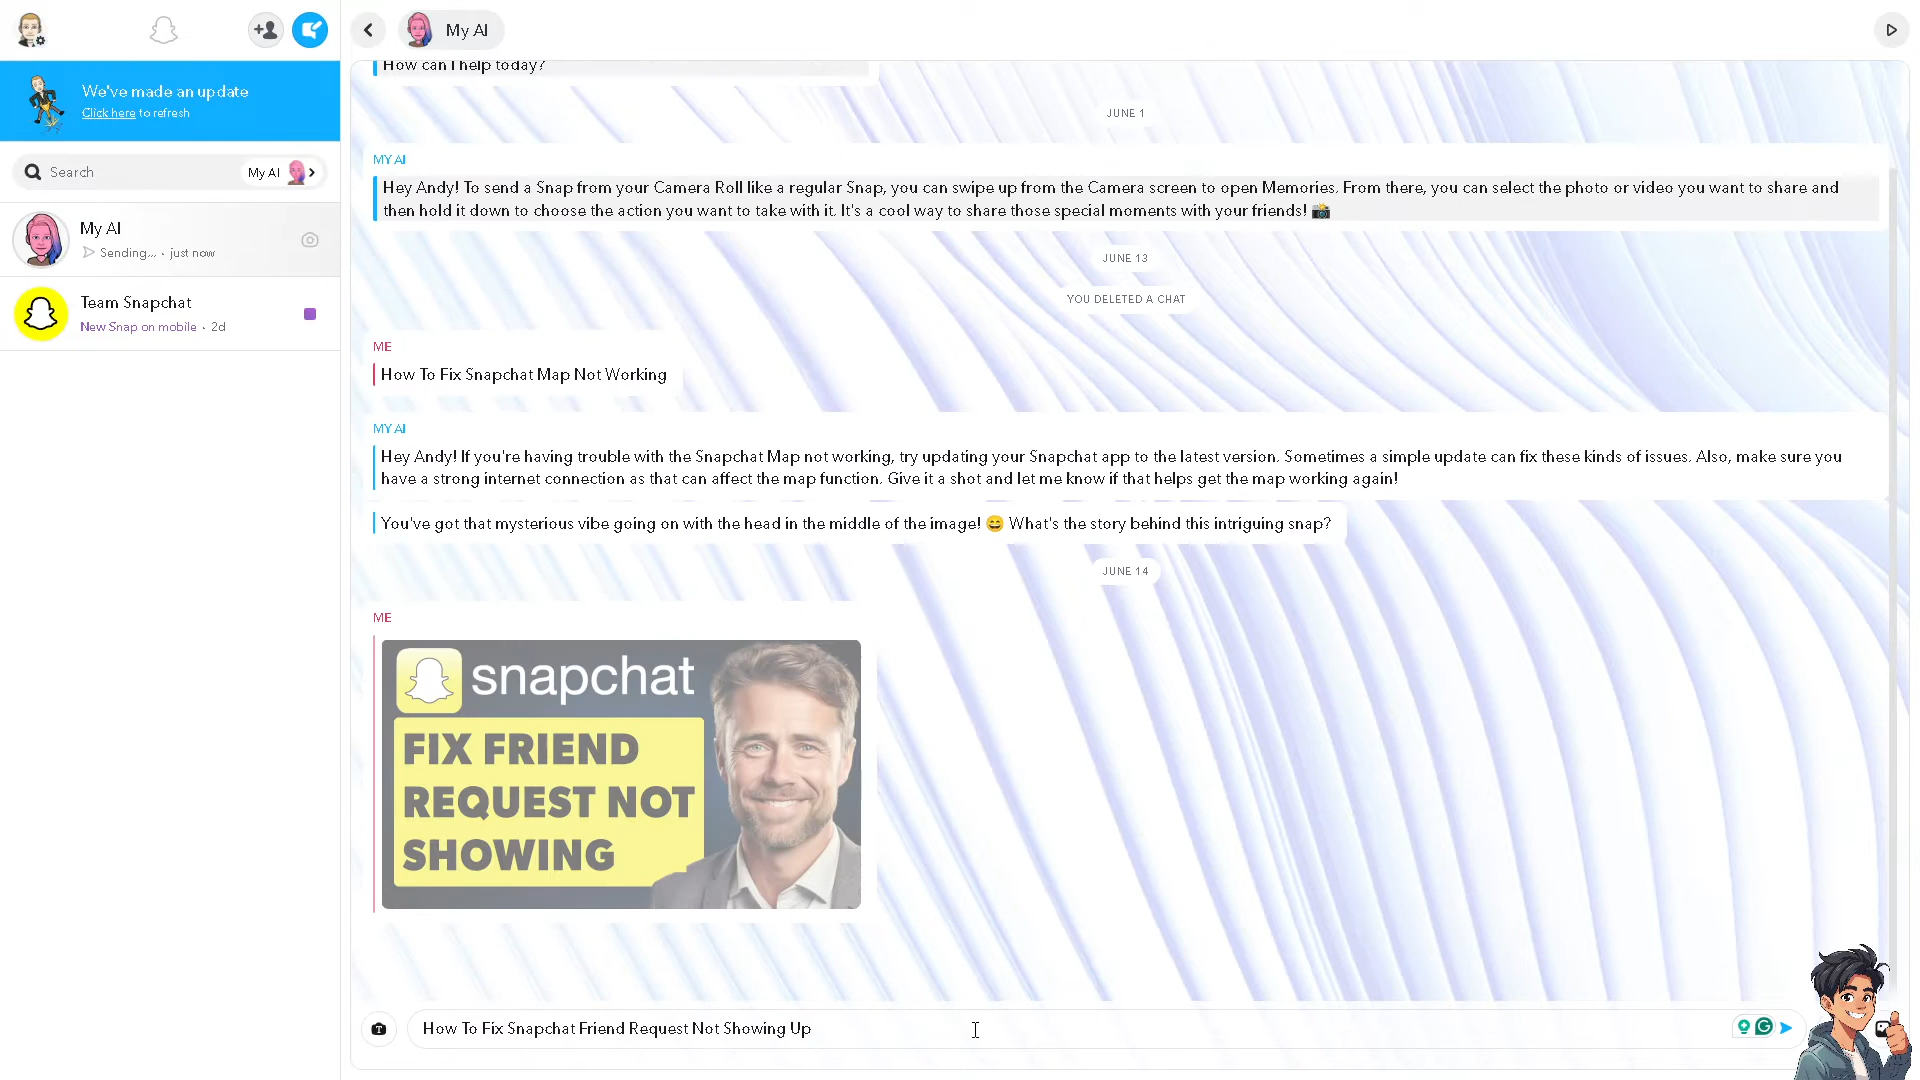 We've made an update
Click here to refresh
Search
My AI
My AI
Sending... · just now
Team Snapchat
New Snap on mobile · 2d
My AI
How can I help today?
JUNE 1
MY AI
Hey Andy! To send a Snap from your Camera Roll like a regular Snap, you can swipe up from the Camera screen to open Memories. From there, you can select the photo or video you want to share and
then hold it down to choose the action you want to take with it. It's a cool way to share those special moments with your friends! 📸
JUNE 13
YOU DELETED A CHAT
ME
How To Fix Snapchat Map Not Working
MY AI
Hey Andy! If you're having trouble with the Snapchat Map not working, try updating your Snapchat app to the latest version. Sometimes a simple update can fix these kinds of issues. Also, make sure you
have a strong internet connection as that can affect the map function. Give it a shot and let me know if that helps get the map working again!
You've got that mysterious vibe going on with the head in the middle of the image! 😄 What's the story behind this intriguing snap?
JUNE 14
ME
snapchat
FIX FRIEND
REQUEST NOT
SHOWING
How To Fix Snapchat Friend Request Not Showing Up